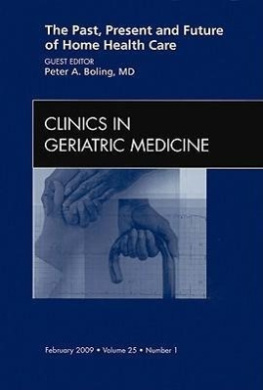 The Past, Present and Future
of Home Health Care
GUEST EDITOR
Peter A. Boling, MD
CLINICS IN
GERIATRIC MEDICINE
February 2009 • Volume 25 • Number 1